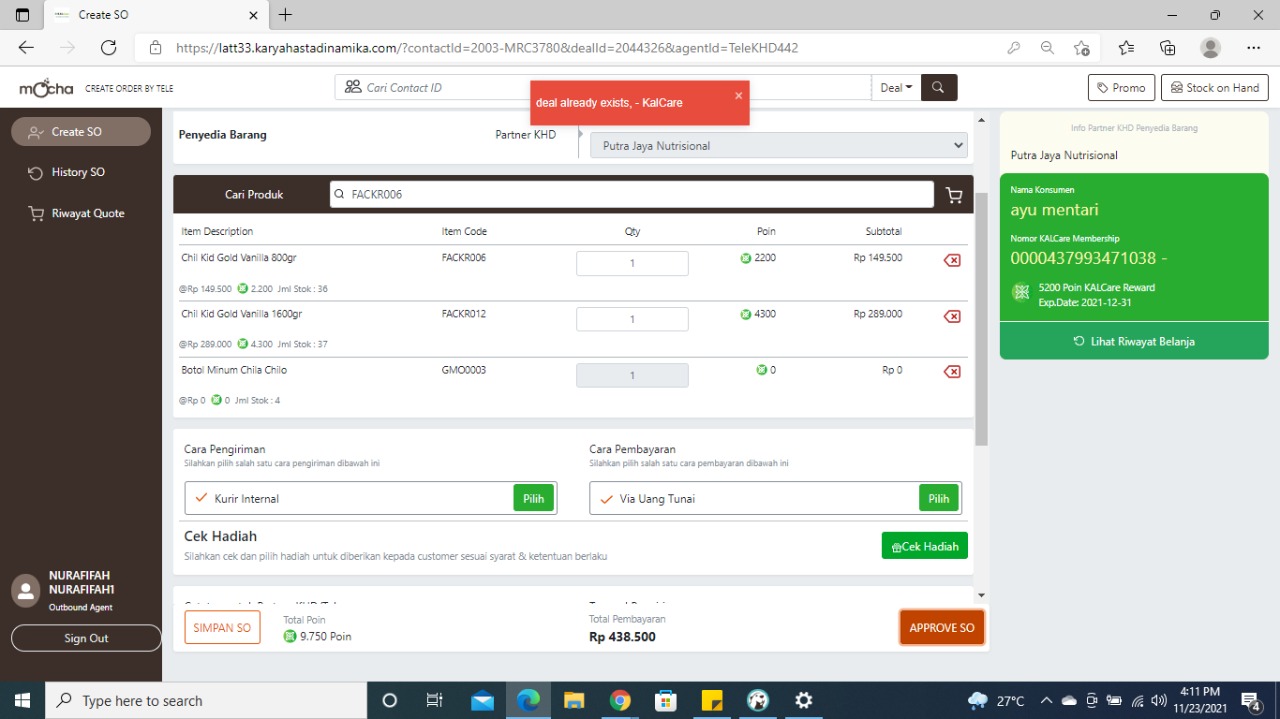 Create SO
https://latt33.karyahastadinamika.com/?contactId=2003-MRC3780&dealId=2044326&agentId=TeleKHD442
mocha CREATE ORDER BY TELE
Cari Contact ID
Deal
Promo
Stock on Hand
deal already exists, - KalCare
Create SO
History SO
Riwayat Quote
Penyedia Barang
Partner KHD
Putra Jaya Nutrisional
Cari Produk
FACKR006
Item Description Item Code Qty Poin Subtotal
Chil Kid Gold Vanilla 800gr FACKR006 1 2200 Rp 149.500
@Rp 149.500 2.200 Jml Stok : 36
Chil Kid Gold Vanilla 1600gr FACKR012 1 4300 Rp 289.000
@Rp 289.000 4.300 Jml Stok : 37
Botol Minum Chila Chilo GMO0003 1 0 Rp 0
@Rp 0 0 Jml Stok : 4
Cara Pengiriman
Silahkan pilih salah satu cara pengiriman dibawah ini
Kurir Internal Pilih
Cara Pembayaran
Silahkan pilih salah satu cara pembayaran dibawah ini
Via Uang Tunai Pilih
Cek Hadiah
Silahkan cek dan pilih hadiah untuk diberikan kepada customer sesuai syarat & ketentuan berlaku
Cek Hadiah
SIMPAN SO
Total Poin
9.750 Poin
Total Pembayaran
Rp 438.500
APPROVE SO
Info Partner KHD Penyedia Barang
Putra Jaya Nutrisional
Nama Konsumen
ayu mentari
Nomor KALCare Membership
0000437993471038 -
5200 Poin KALCare Reward
Exp.Date: 2021-12-31
Lihat Riwayat Belanja
NURAFIFAH
NURAFIFAH1
Outbound Agent
Sign Out
Type here to search
27°C
4:11 PM
11/23/2021
4